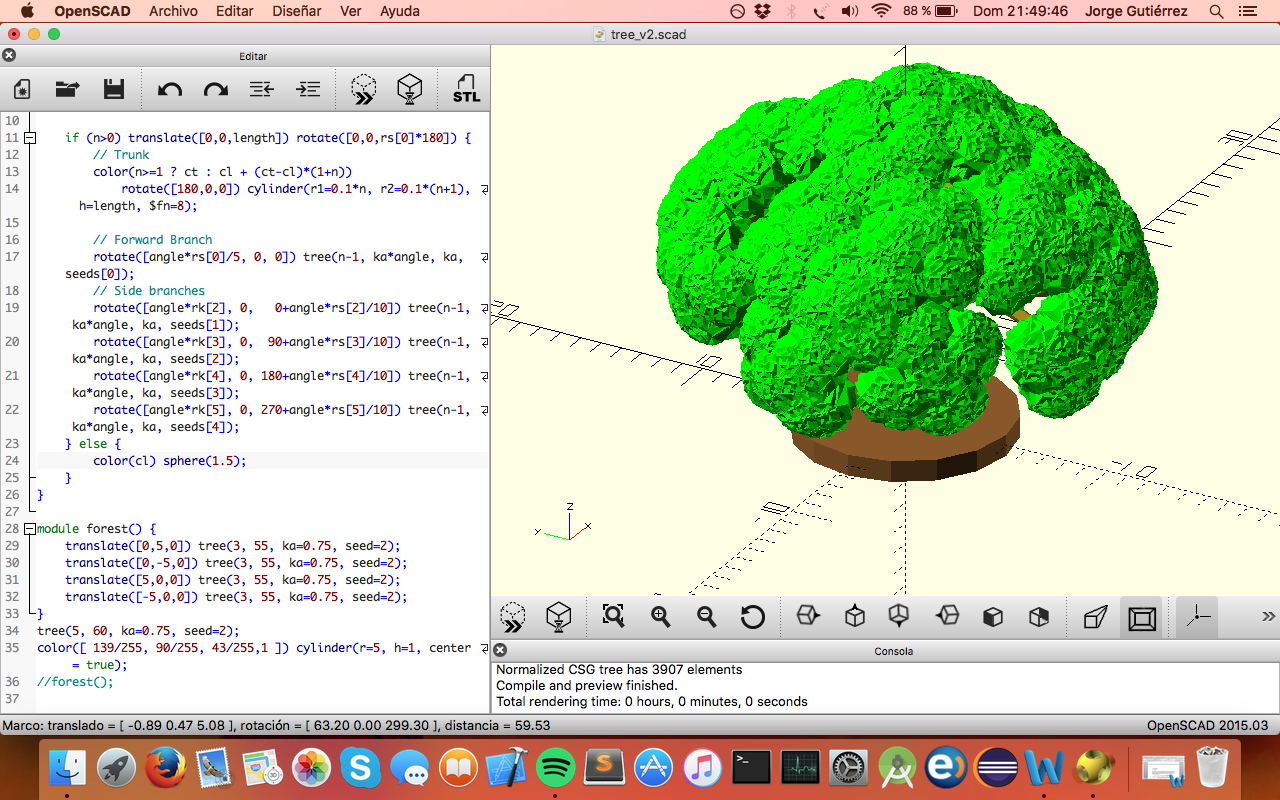 OpenSCAD Archivo Editar Diseñar Ver Ayuda 88 % Dom 21:49:46 Jorge Gutiérrez
tree_v2.scad
Editar
STL
10
11 if (n>0) translate([0,0,length]) rotate([0,0,rs[0]*180]) {
12 // Trunk
13 color(n>=1 ? ct : cl + (ct-cl)*(1+n))
14 rotate([180,0,0]) cylinder(r1=0.1*n, r2=0.1*(n+1),
h=length, $fn=8);
15
16 // Forward Branch
17 rotate([angle*rs[0]/5, 0, 0]) tree(n-1, ka*angle, ka,
seeds[0]);
18 // Side branches
19 rotate([angle*rk[2], 0, 0+angle*rs[2]/10]) tree(n-1,
ka*angle, ka, seeds[1]);
20 rotate([angle*rk[3], 0, 90+angle*rs[3]/10]) tree(n-1,
ka*angle, ka, seeds[2]);
21 rotate([angle*rk[4], 0, 180+angle*rs[4]/10]) tree(n-1,
ka*angle, ka, seeds[3]);
22 rotate([angle*rk[5], 0, 270+angle*rs[5]/10]) tree(n-1,
ka*angle, ka, seeds[4]);
23 } else {
24 color(cl) sphere(1.5);
25 }
26 }
27
28 module forest() {
29 translate([0,5,0]) tree(3, 55, ka=0.75, seed=2);
30 translate([0,-5,0]) tree(3, 55, ka=0.75, seed=2);
31 translate([5,0,0]) tree(3, 55, ka=0.75, seed=2);
32 translate([-5,0,0]) tree(3, 55, ka=0.75, seed=2);
33 }
34 tree(5, 60, ka=0.75, seed=2);
35 color([ 139/255, 90/255, 43/255,1 ]) cylinder(r=5, h=1, center
= true);
36 //forest();
37
z
y
x
Consola
Normalized CSG tree has 3907 elements
Compile and preview finished.
Total rendering time: 0 hours, 0 minutes, 0 seconds
Marco: translado = [ -0.89 0.47 5.08 ], rotación = [ 63.20 0.00 299.30 ], distancia = 59.53
OpenSCAD 2015.03